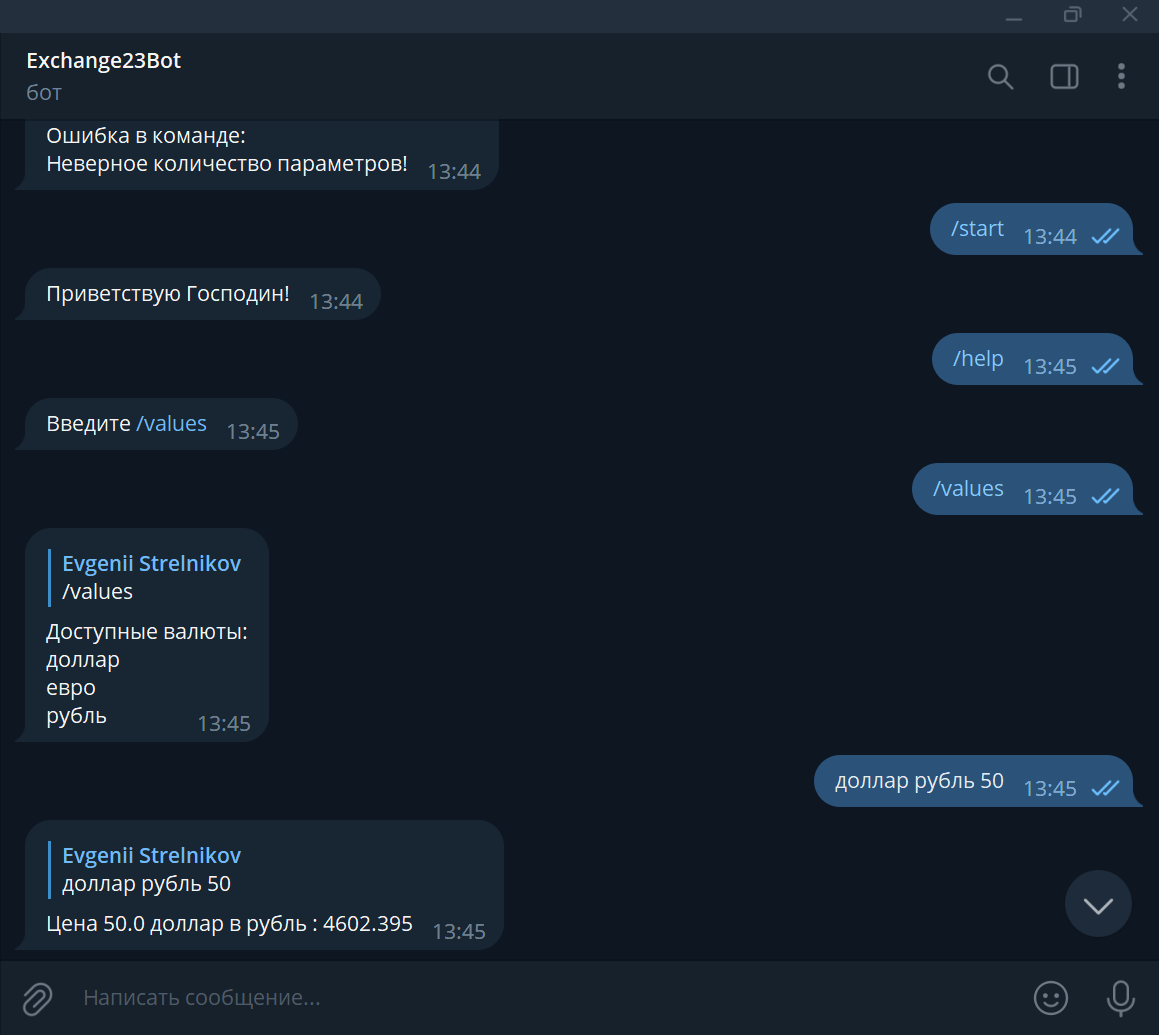 Exchange23Bot
бот
Ошибка в команде:
Неверное количество параметров! 13:44
/start 13:44
Приветствую Господин! 13:44
/help 13:45
Введите /values 13:45
/values 13:45
Evgenii Strelnikov
/values
Доступные валюты:
доллар
евро
рубль 13:45
доллар рубль 50 13:45
Evgenii Strelnikov
доллар рубль 50
Цена 50.0 доллар в рубль : 4602.395 13:45
Написать сообщение...